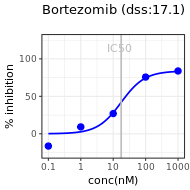 Bortezomib (dss:17.1)
IC50
% inhibition
100
50
0
0.1 1 10 100 1000
conc(nM)